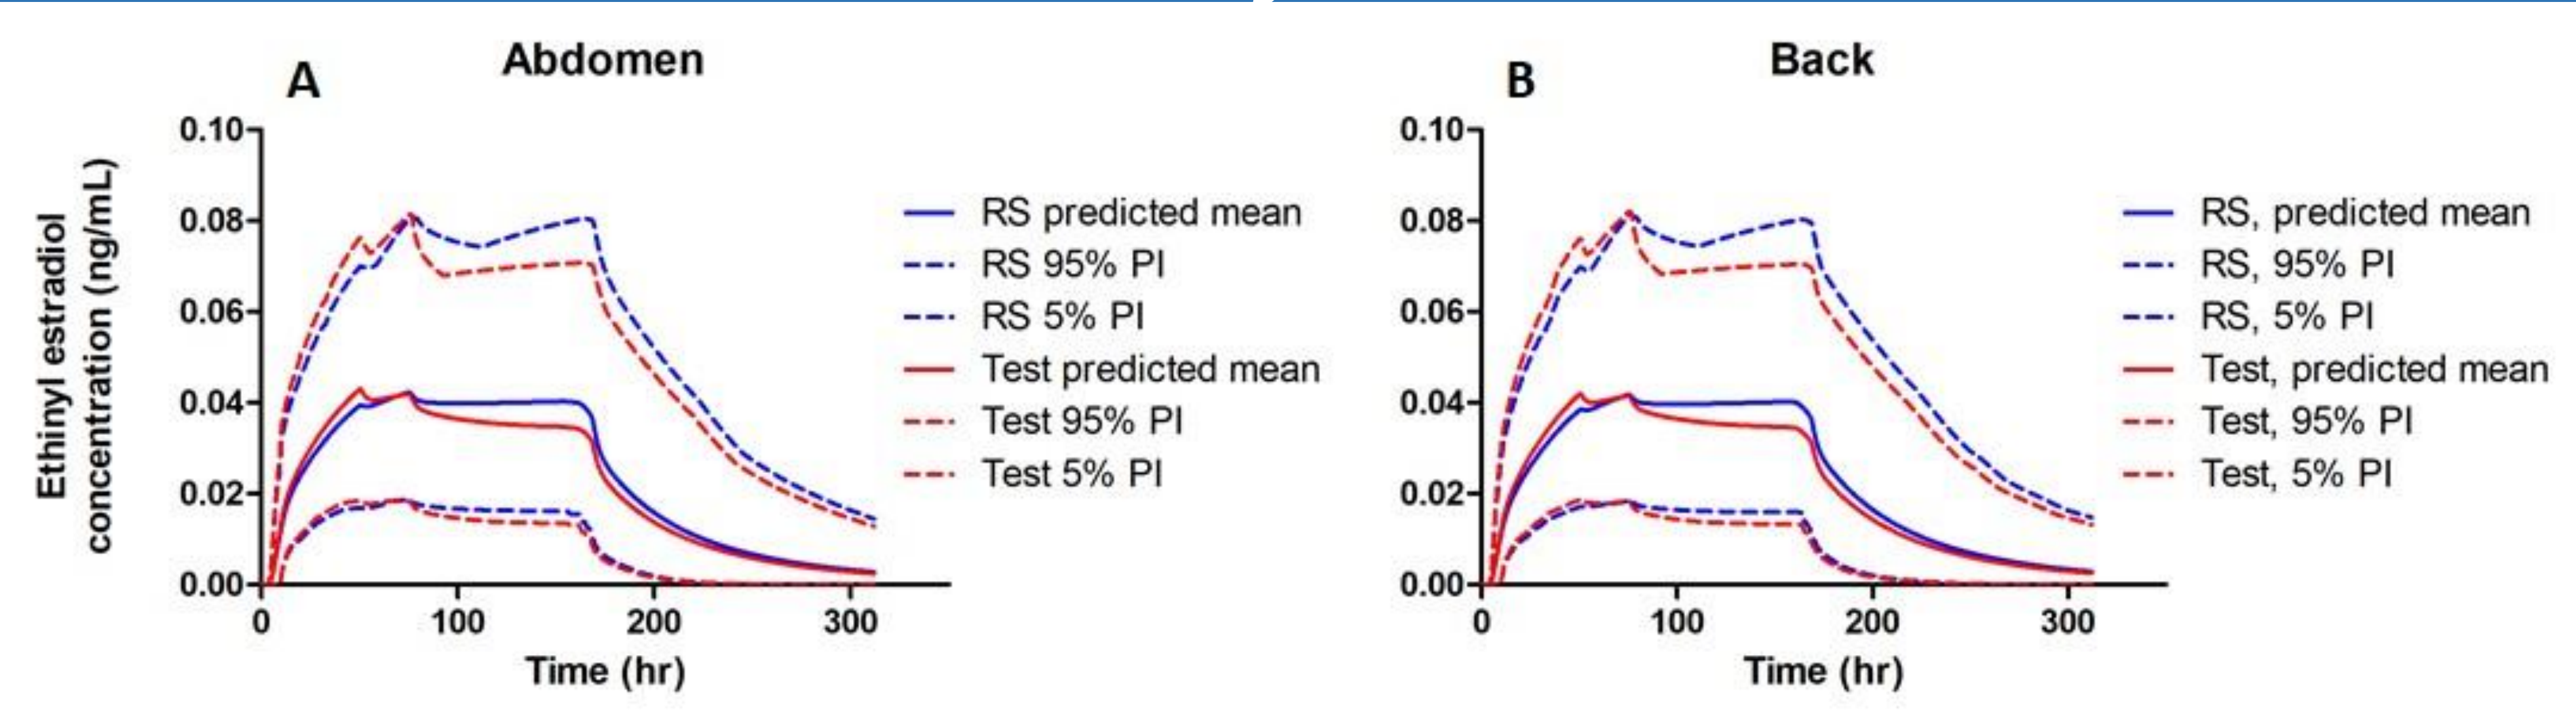 A
Abdomen
Ethinyl estradiol
concentration (ng/mL)
0.10
0.08
0.06
0.04
0.02
0.00
0
100
200
300
Time (hr)
RS predicted mean
RS 95% PI
RS 5% PI
Test predicted mean
Test 95% PI
Test 5% PI
B
Back
0.10
0.08
0.06
0.04
0.02
0.00
0
100
200
300
Time (hr)
RS, predicted mean
RS, 95% PI
RS, 5% PI
Test, predicted mean
Test, 95% PI
Test, 5% PI